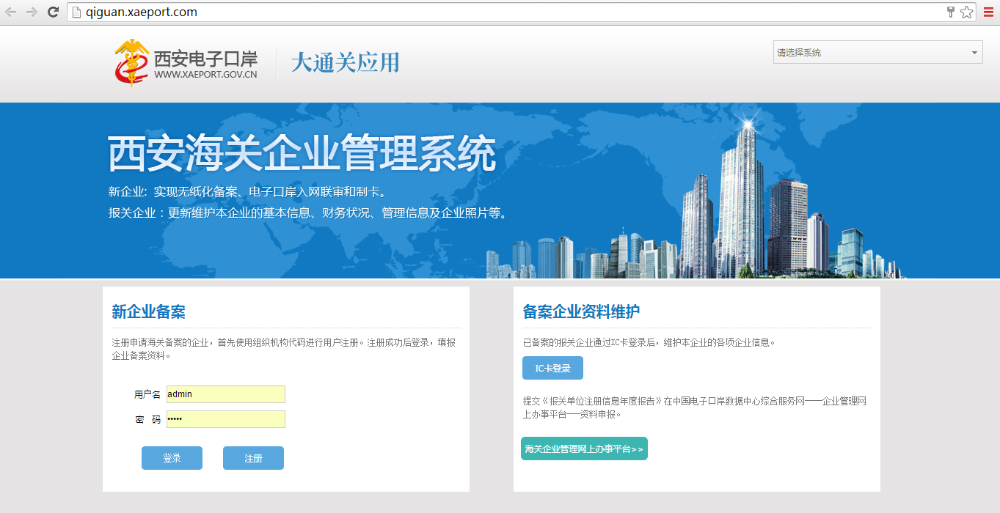 qiguan.xaeport.com
西安电子口岸
WWW.XAEPORT.GOV.CN
大通关应用
请选择系统
西安海关企业管理系统
新企业：实现无纸化备案、电子口岸入网联审和制卡。
报关企业：更新维护本企业的基本信息、财务状况、管理信息及企业照片等。
新企业备案
注册申请海关备案的企业，首先使用组织机构代码进行用户注册。注册成功后登录，填报
企业备案资料。
用户名 admin
密 码 •••••
登录 注册
备案企业资料维护
已备案的报关企业通过IC卡登录后，维护本企业的各项企业信息。
IC卡登录
提交《报关单位注册信息年度报告》在中国电子口岸数据中心综合服务网——企业管理网
上办事平台——资料申报。
海关企业管理网上办事平台>>